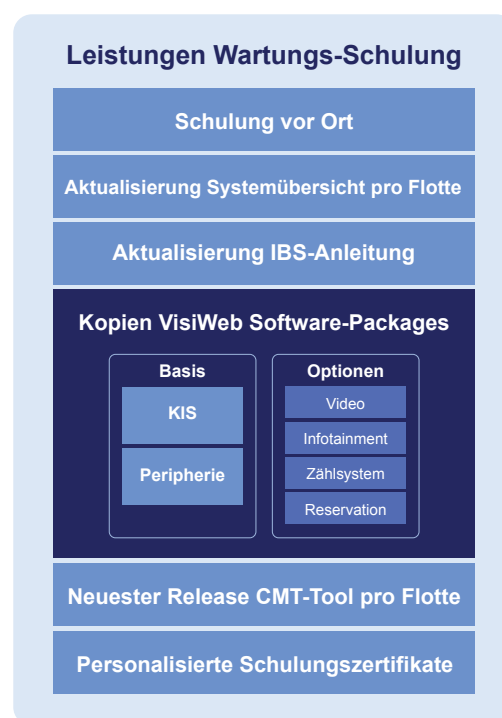 Leistungen Wartungs-Schulung
Schulung vor Ort
Aktualisierung Systemübersicht pro Flotte
Aktualisierung IBS-Anleitung
Kopien VisiWeb Software-Packages
Basis
KIS
Peripherie
Optionen
Video
Infotainment
Zählsystem
Reservation
Neuester Release CMT-Tool pro Flotte
Personalisierte Schulungszertifikate